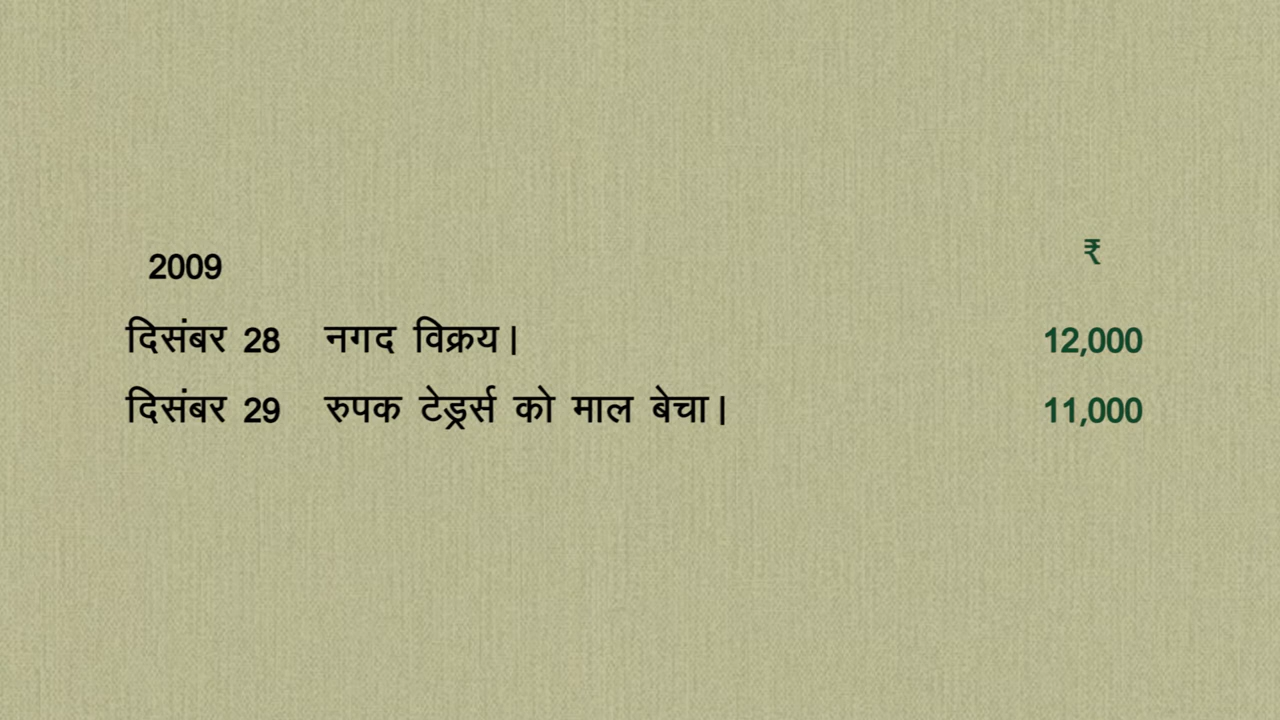 2009 ₹
दिसंबर 28 नगद विक्रय। 12,000
दिसंबर 29 रुपक टेड्रर्स को माल बेचा। 11,000